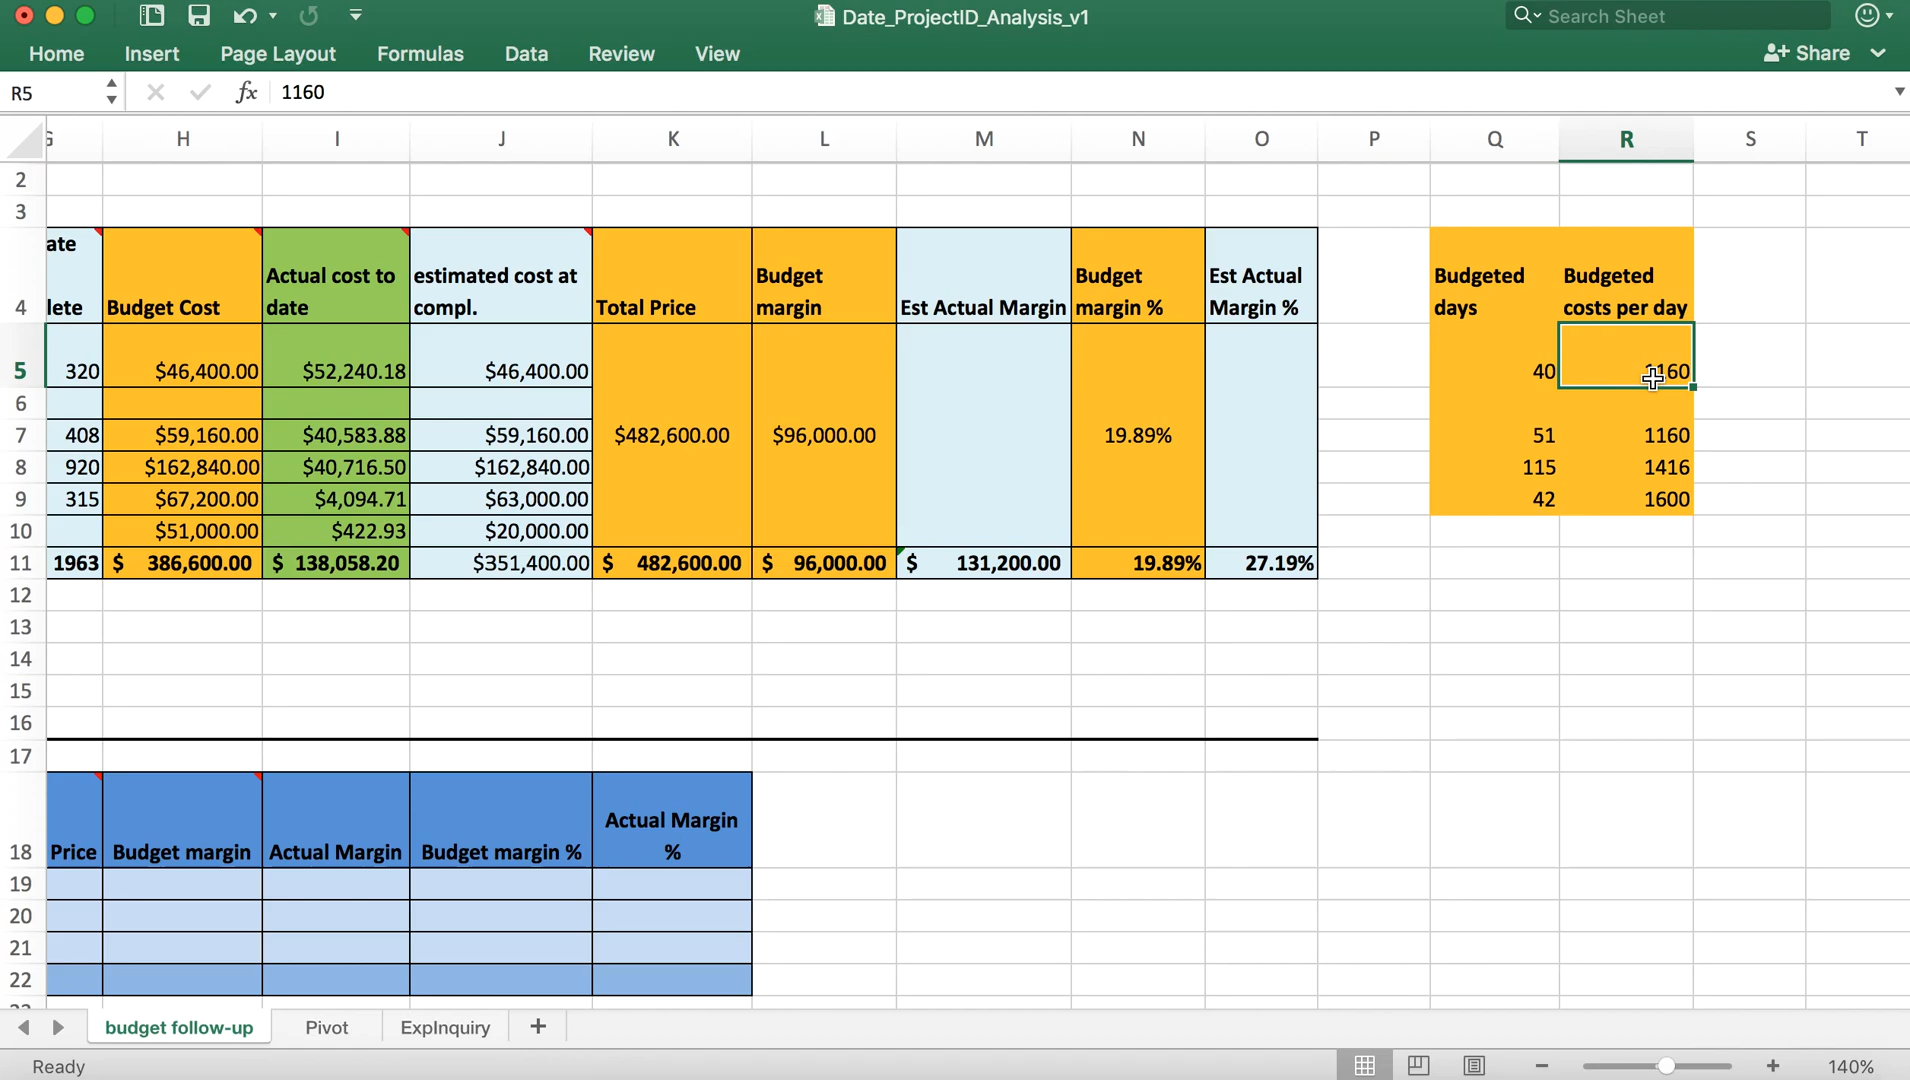 Date_ProjectID_Analysis_v1
Search Sheet
Home Insert Page Layout Formulas Data Review View
Share
R5
fx 1160
G H I J K L M N O P Q R S T
2
3
4 ate lete Budget Cost Actual cost to date estimated cost at compl. Total Price Budget margin Est Actual Margin Budget margin % Est Actual Margin % Budgeted days Budgeted costs per day
5 320 $46,400.00 $52,240.18 $46,400.00 40 1160
6
7 408 $59,160.00 $40,583.88 $59,160.00 $482,600.00 $96,000.00 19.89% 51 1160
8 920 $162,840.00 $40,716.50 $162,840.00 115 1416
9 315 $67,200.00 $4,094.71 $63,000.00 42 1600
10 $51,000.00 $422.93 $20,000.00
11 1963 $ 386,600.00 $ 138,058.20 $351,400.00 $ 482,600.00 $ 96,000.00 $ 131,200.00 19.89% 27.19%
12
13
14
15
16
17
18 Price Budget margin Actual Margin Budget margin % Actual Margin %
19
20
21
22
budget follow-up Pivot ExpInquiry +
Ready
140%